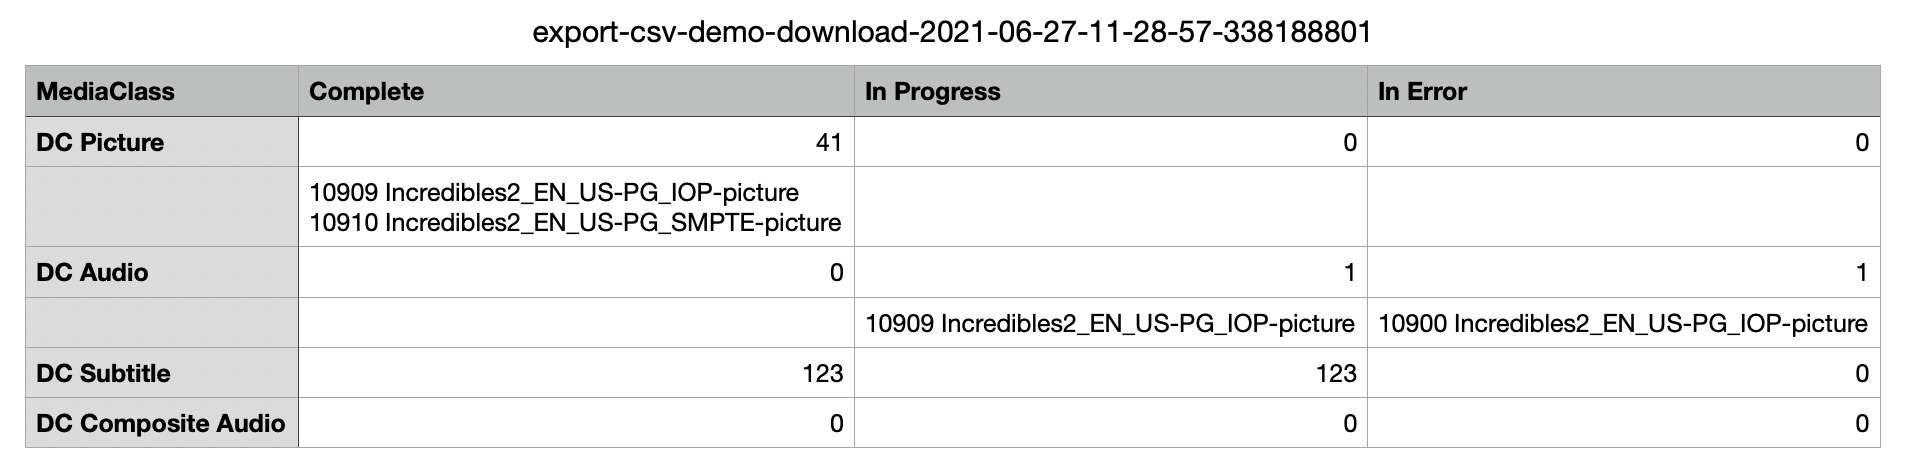 export-csv-demo-download-2021-06-27-11-28-57-338188801
MediaClass Complete In Progress In Error
DC Picture 41 0 0
10909 Incredibles2_EN_US-PG_IOP-picture
10910 Incredibles2_EN_US-PG_SMPTE-picture
DC Audio 0 1 1
10909 Incredibles2_EN_US-PG_IOP-picture 10900 Incredibles2_EN_US-PG_IOP-picture
DC Subtitle 123 123 0
DC Composite Audio 0 0 0